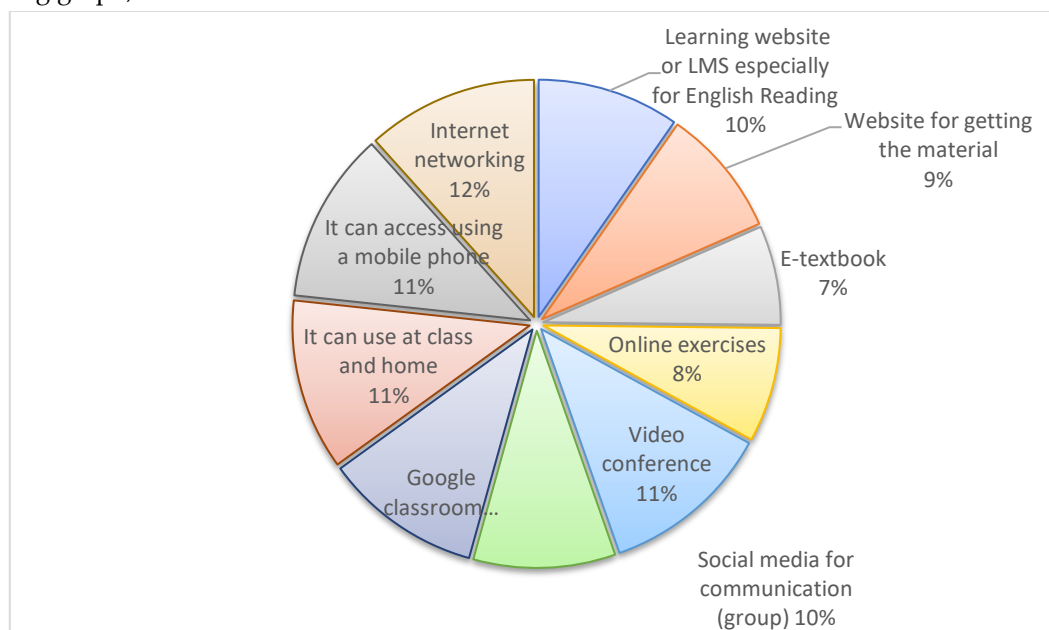 Learning website
or LMS especially
for English Reading
10%
Website for getting
the material
9%
E-textbook
7%
Online exercises
8%
Video
conference
11%
Social media for
communication
(group) 10%
Google
classroom...
It can use at class
and home
11%
It can access using
a mobile phone
11%
Internet
networking
12%